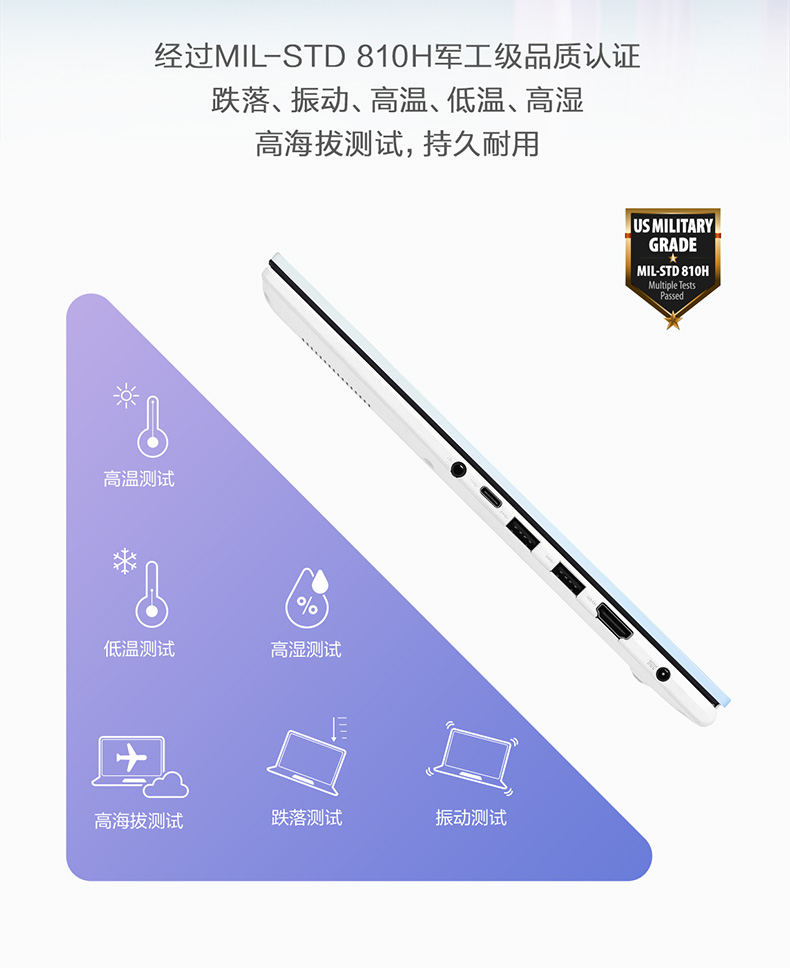 经过MIL-STD 810H军工级品质认证
跌落、振动、高温、低温、高湿
高海拔测试，持久耐用
US MILITARY
GRADE
MIL-STD 810H
Multiple Tests
Passed
高温测试
低温测试
高湿测试
%
高海拔测试
跌落测试
振动测试